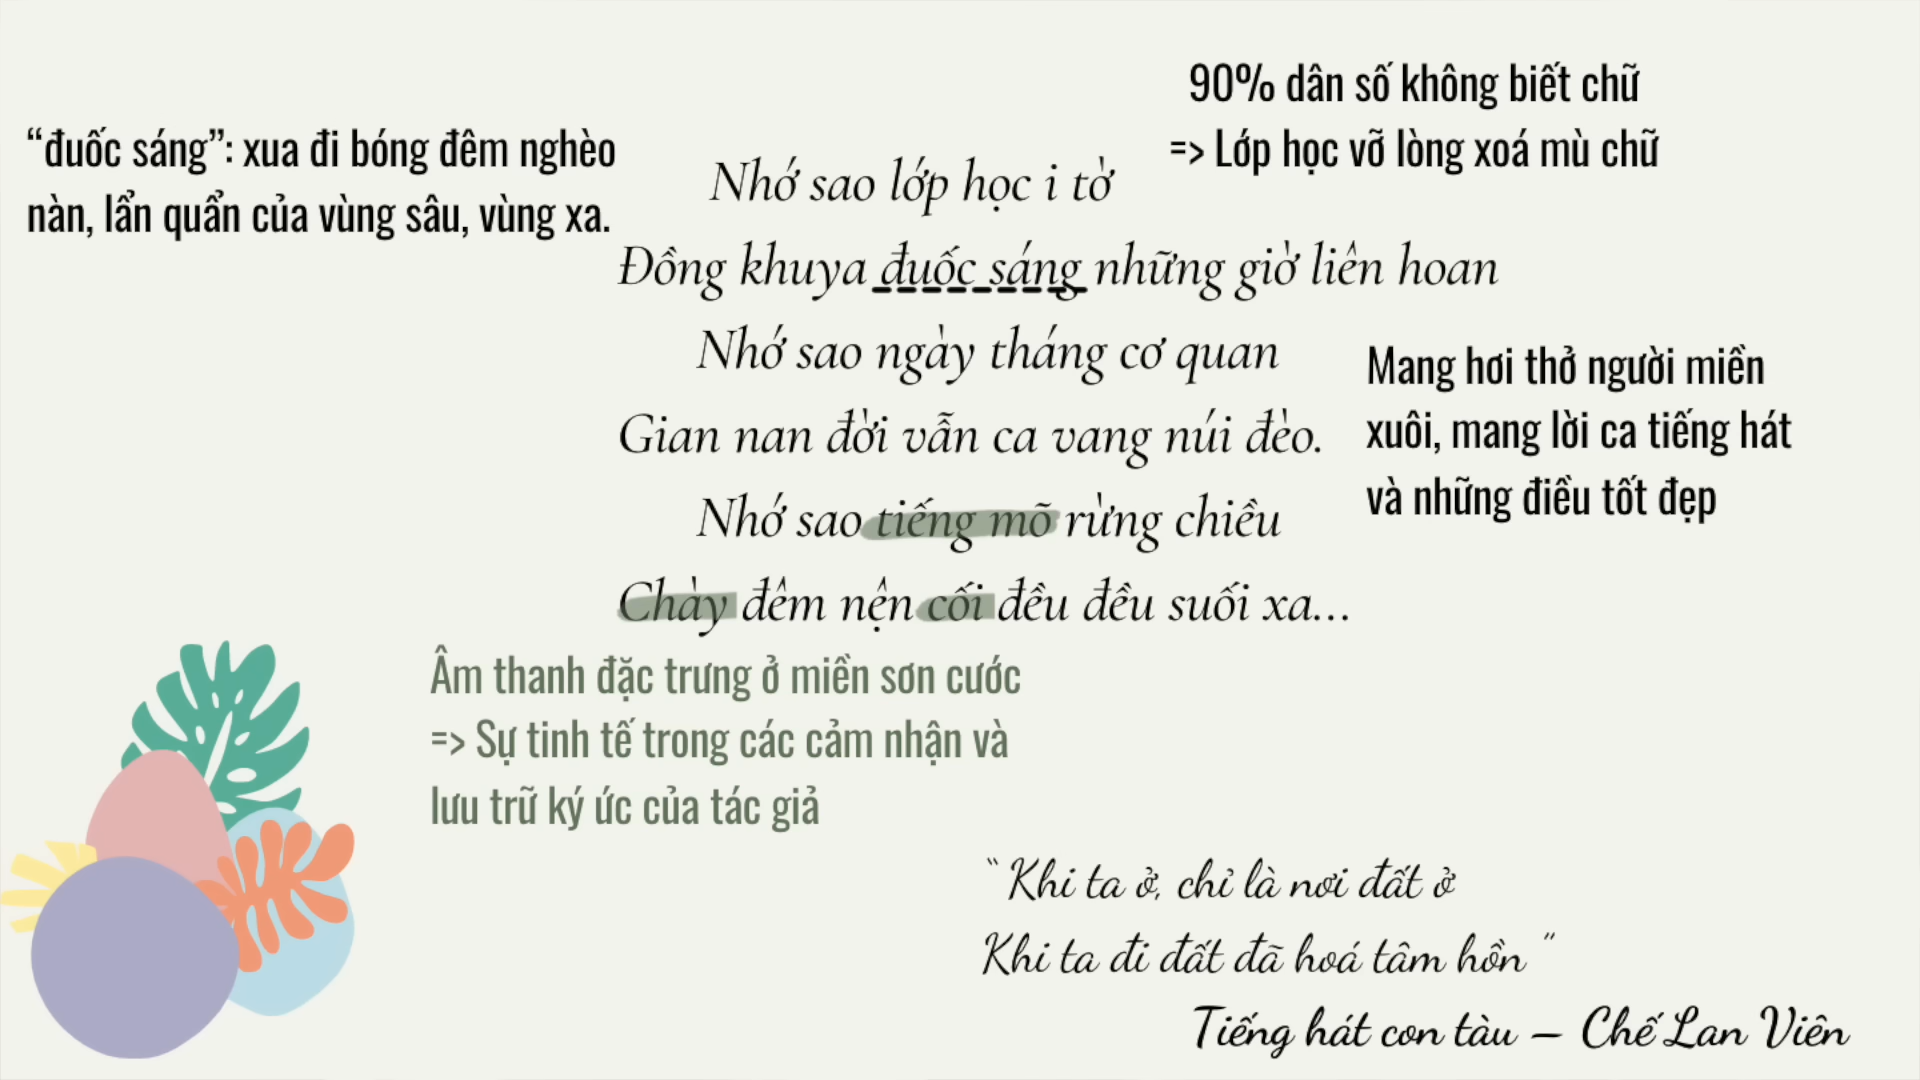 90% dân số không biết chữ
=> Lớp học vỡ lòng xoá mù chữ
“đuốc sáng”: xua đi bóng đêm nghèo
nàn, lẩn quẩn của vùng sâu, vùng xa.
Nhớ sao lớp học i tờ
Đồng khuya đuốc sáng những giờ liên hoan
Nhớ sao ngày tháng cơ quan
Gian nan đời vẫn ca vang núi đèo.
Nhớ sao tiếng mõ rừng chiều
Chày đêm nện cối đều đều suối xa...
Mang hơi thở người miền
xuôi, mang lời ca tiếng hát
và những điều tốt đẹp
Âm thanh đặc trưng ở miền sơn cước
=> Sự tinh tế trong các cảm nhận và
lưu trữ ký ức của tác giả
“ Khi ta ở, chỉ là nơi đất ở
Khi ta đi đất đã hoá tâm hồn ”
Tiếng hát con tàu – Chế Lan Viên